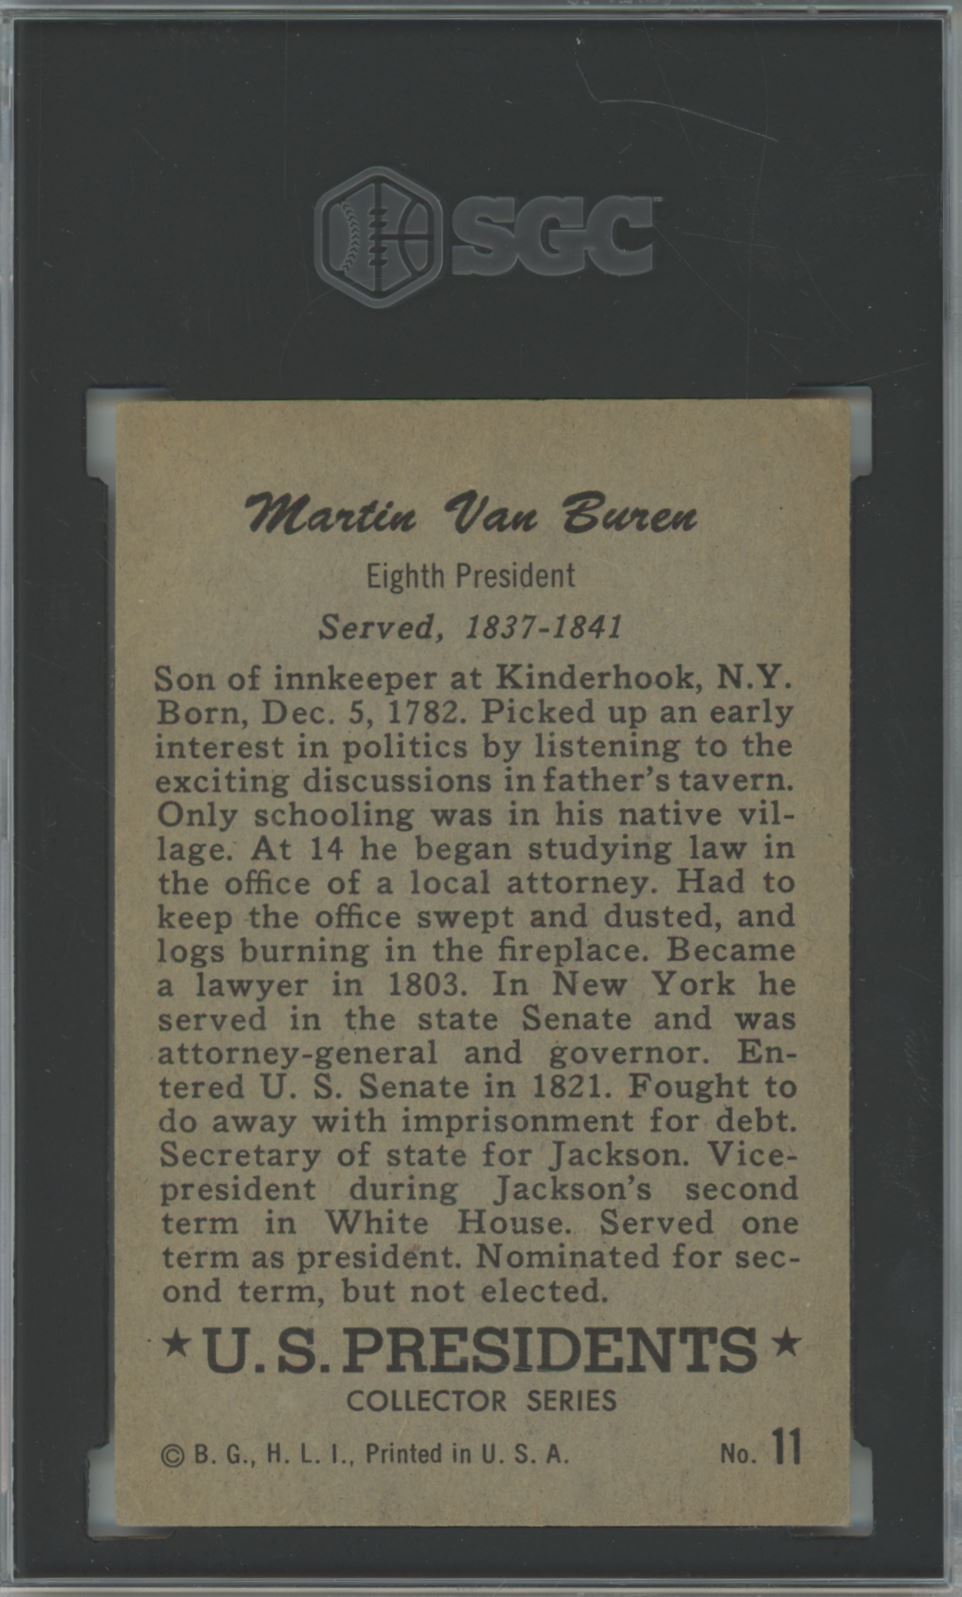 SGC
Martin Van Buren
Eighth President
Served, 1837-1841
Son of innkeeper at Kinderhook, N.Y.
Born, Dec. 5, 1782. Picked up an early
interest in politics by listening to the
exciting discussions in father's tavern.
Only schooling was in his native vil-
lage. At 14 he began studying law in
the office of a local attorney. Had to
keep the office swept and dusted, and
logs burning in the fireplace. Became
a lawyer in 1803. In New York he
served in the state Senate and was
attorney-general and governor. En-
tered U. S. Senate in 1821. Fought to
do away with imprisonment for debt.
Secretary of state for Jackson. Vice-
president during Jackson's second
term in White House. Served one
term as president. Nominated for sec-
ond term, but not elected.
★ U.S. PRESIDENTS ★
COLLECTOR SERIES
© B. G., H. L. I., Printed in U. S. A. No. 11